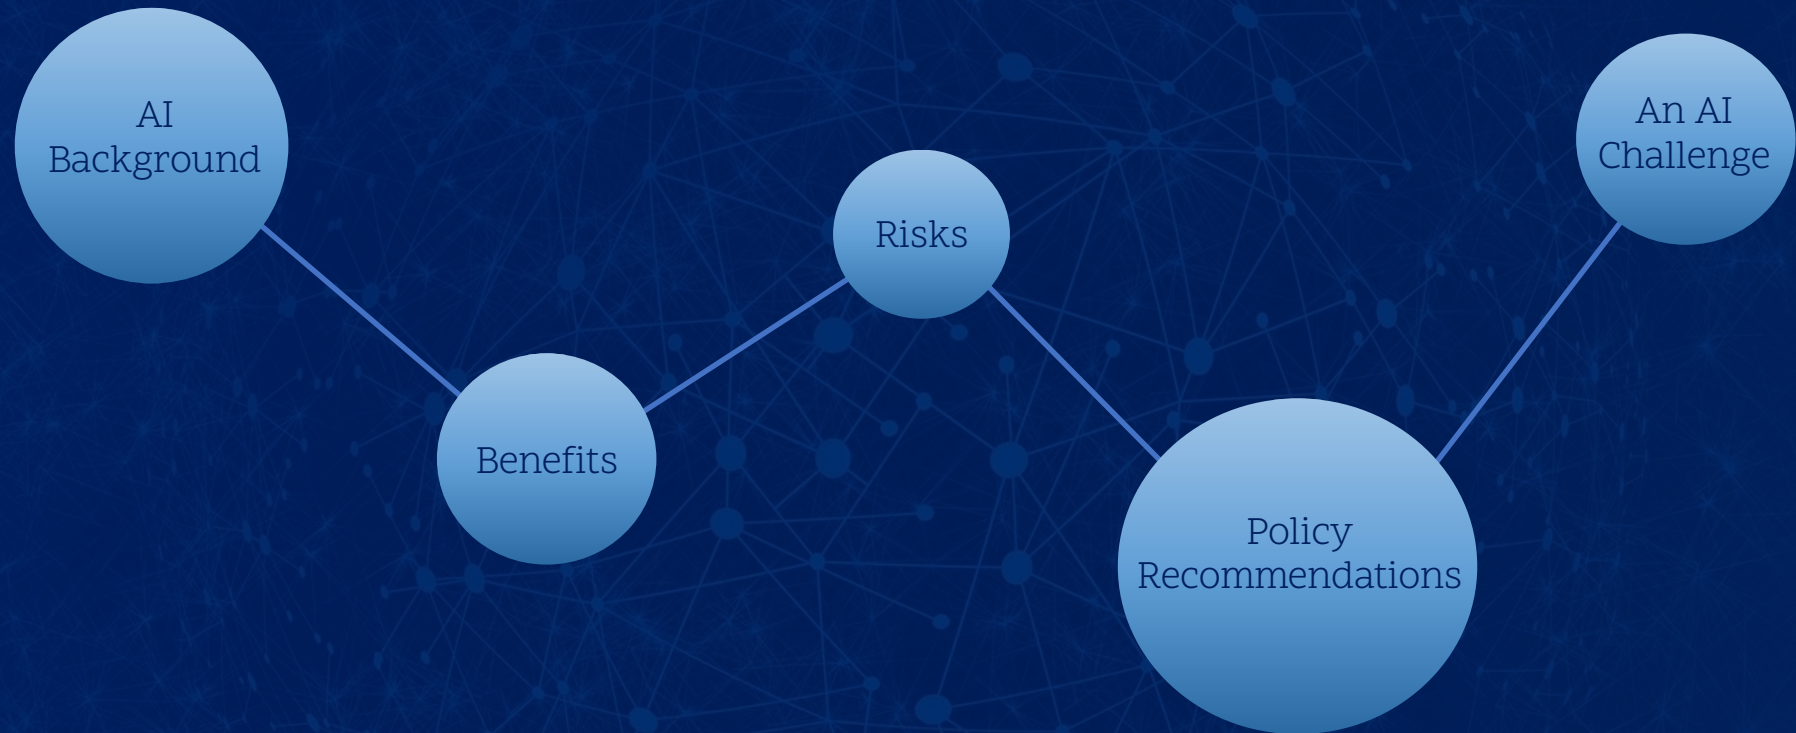 AI
Background
Benefits
Risks
Policy
Recommendations
An AI
Challenge